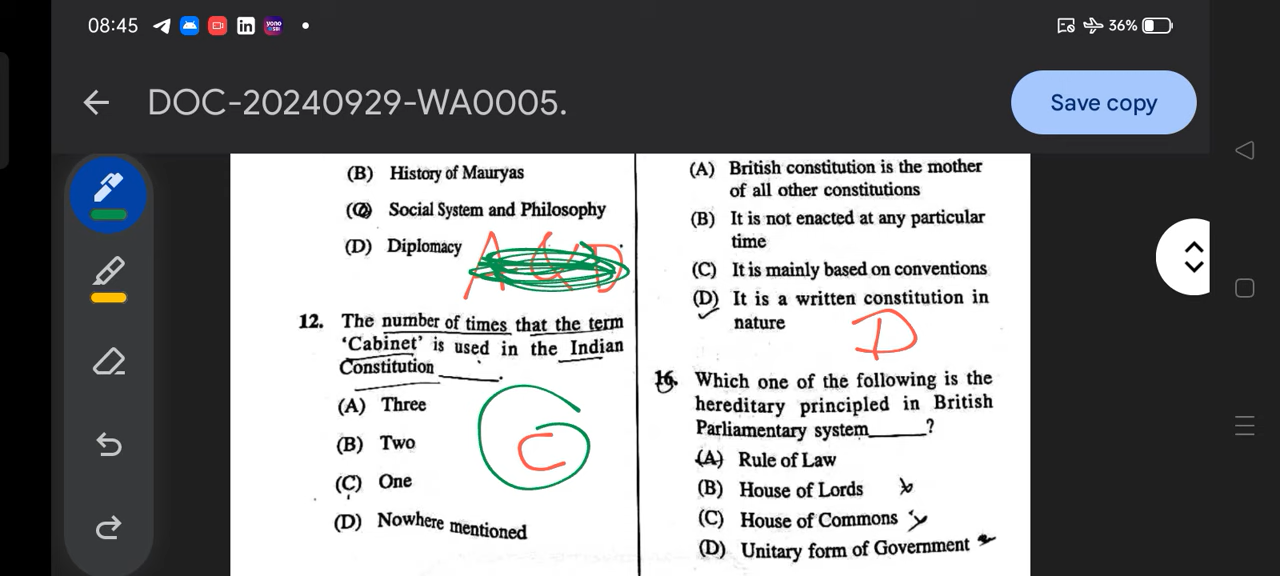 08:45
36%
DOC-20240929-WA0005.
Save copy
(B) History of Mauryas
Social System and Philosophy
(D) Diplomacy
A D
12. The number of times that the term
‘Cabinet’ is used in the Indian
Constitution ______.
(A) Three
(B) Two
(C) One
(D) Nowhere mentioned
C
(A) British constitution is the mother
of all other constitutions
(B) It is not enacted at any particular
time
(C) It is mainly based on conventions
(D) It is a written constitution in
nature
D
16. Which one of the following is the
hereditary principled in British
Parliamentary system______?
(A) Rule of Law
(B) House of Lords
(C) House of Commons
(D) Unitary form of Government